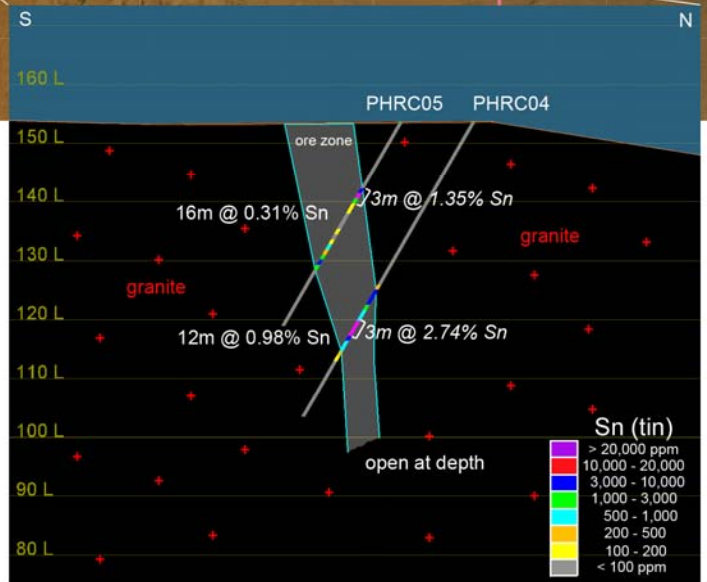 S
N
160 L
PHRC05
PHRC04
150 L
ore zone
140 L
16m @ 0.31% Sn
3m @ 1.35% Sn
130 L
granite
granite
120 L
12m @ 0.98% Sn
3m @ 2.74% Sn
110 L
100 L
open at depth
90 L
80 L
Sn (tin)
> 20,000 ppm
10,000 - 20,000
3,000 - 10,000
1,000 - 3,000
500 - 1,000
200 - 500
100 - 200
< 100 ppm